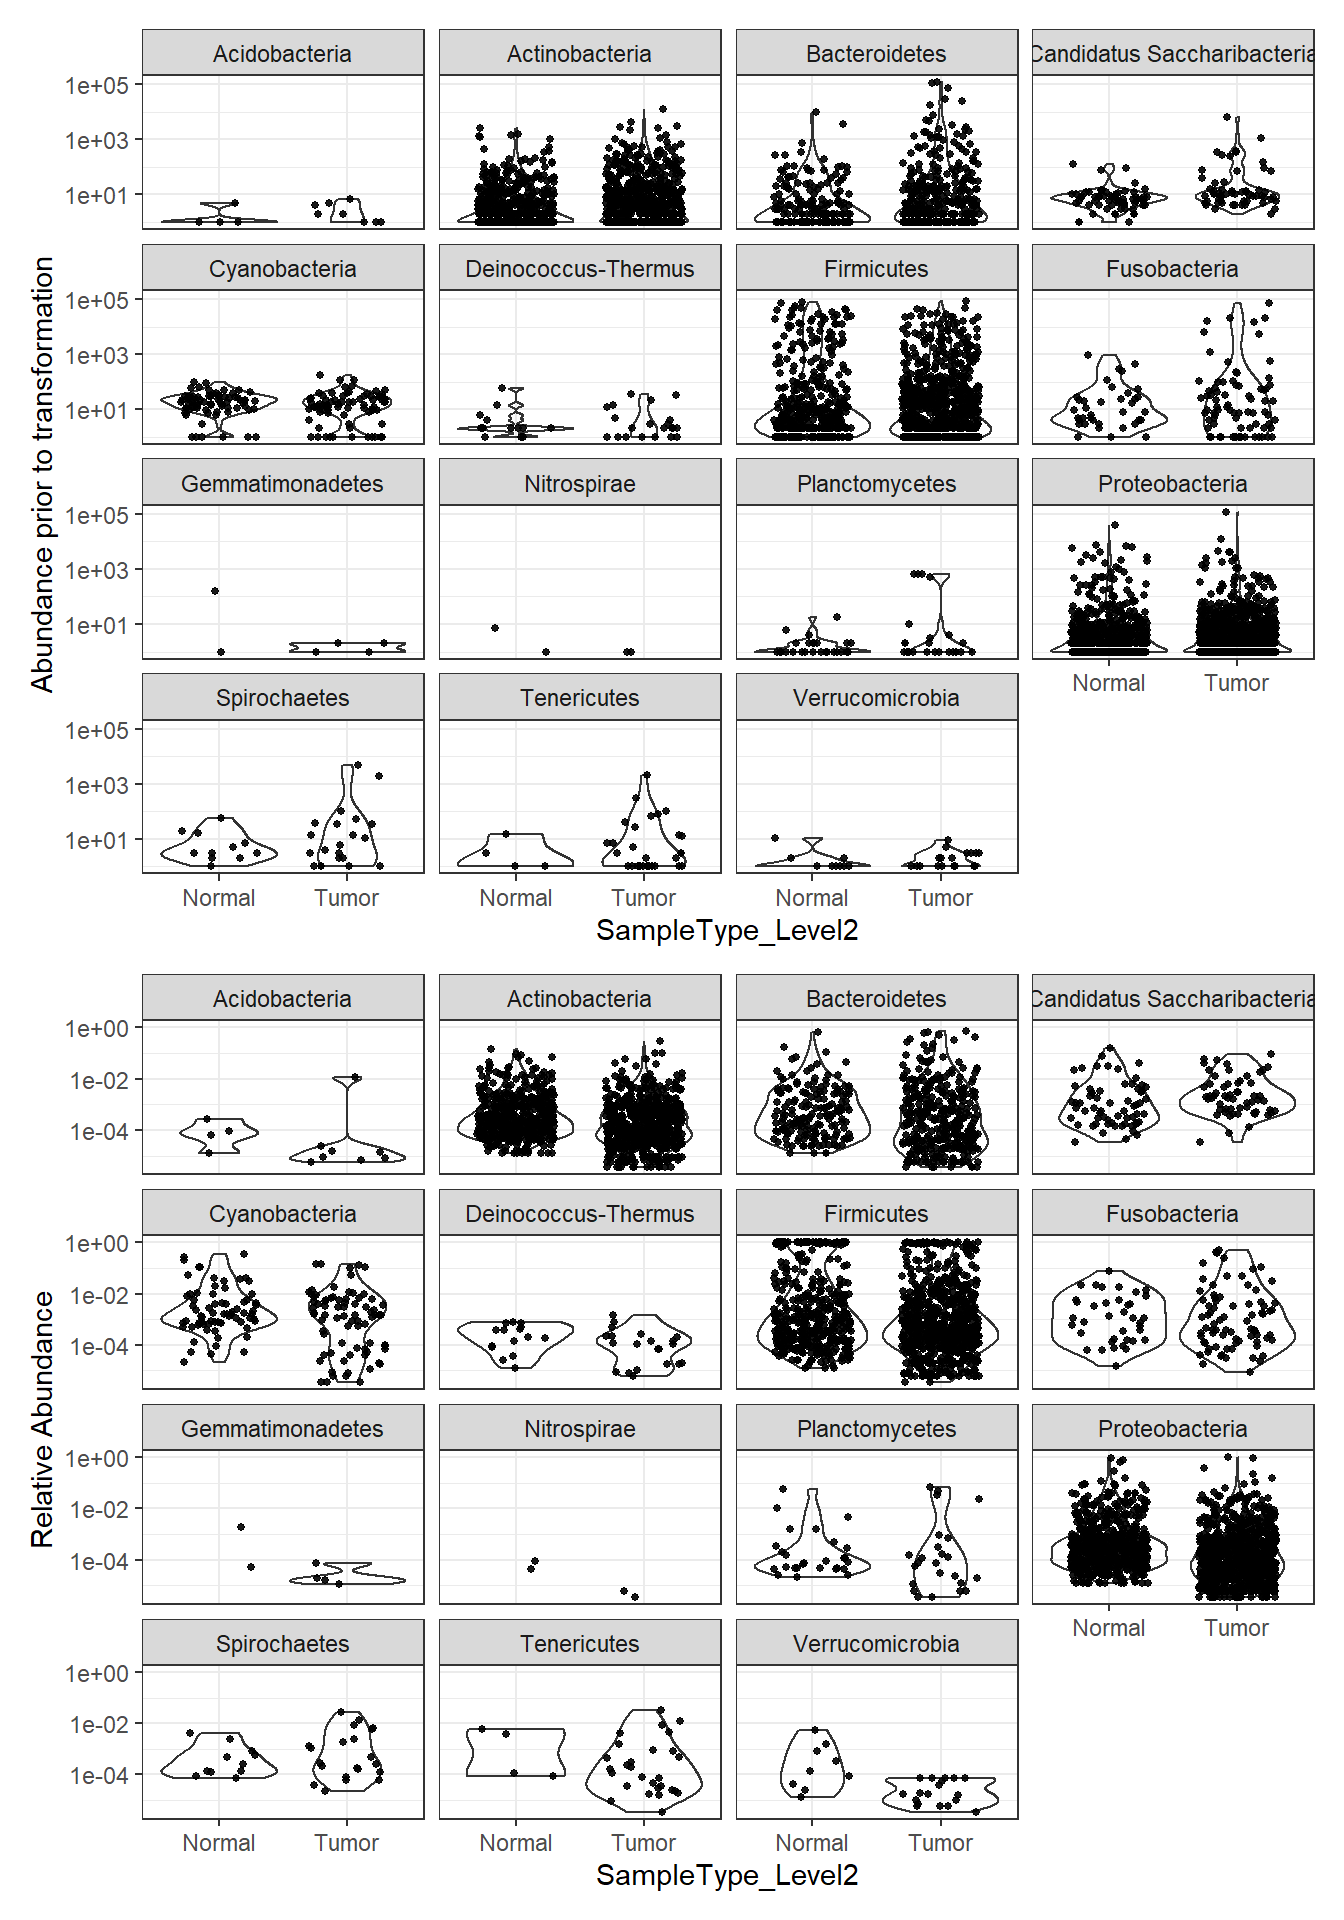 Acidobacteria Actinobacteria Bacteroidetes Candidatus Saccharibacteria
1e+05
1e+03
1e+01
Cyanobacteria Deinococcus-Thermus Firmicutes Fusobacteria
1e+05
1e+03
1e+01
Gemmatimonadetes Nitrospirae Planctomycetes Proteobacteria
1e+05
1e+03
1e+01
Normal Tumor
Spirochaetes Tenericutes Verrucomicrobia
1e+05
1e+03
1e+01
Normal Tumor Normal Tumor Normal Tumor
SampleType_Level2
Abundance prior to transformation
Acidobacteria Actinobacteria Bacteroidetes Candidatus Saccharibacteria
1e+00
1e-02
1e-04
Cyanobacteria Deinococcus-Thermus Firmicutes Fusobacteria
1e+00
1e-02
1e-04
Gemmatimonadetes Nitrospirae Planctomycetes Proteobacteria
1e+00
1e-02
1e-04
Normal Tumor
Spirochaetes Tenericutes Verrucomicrobia
1e+00
1e-02
1e-04
Normal Tumor Normal Tumor Normal Tumor
SampleType_Level2
Relative Abundance